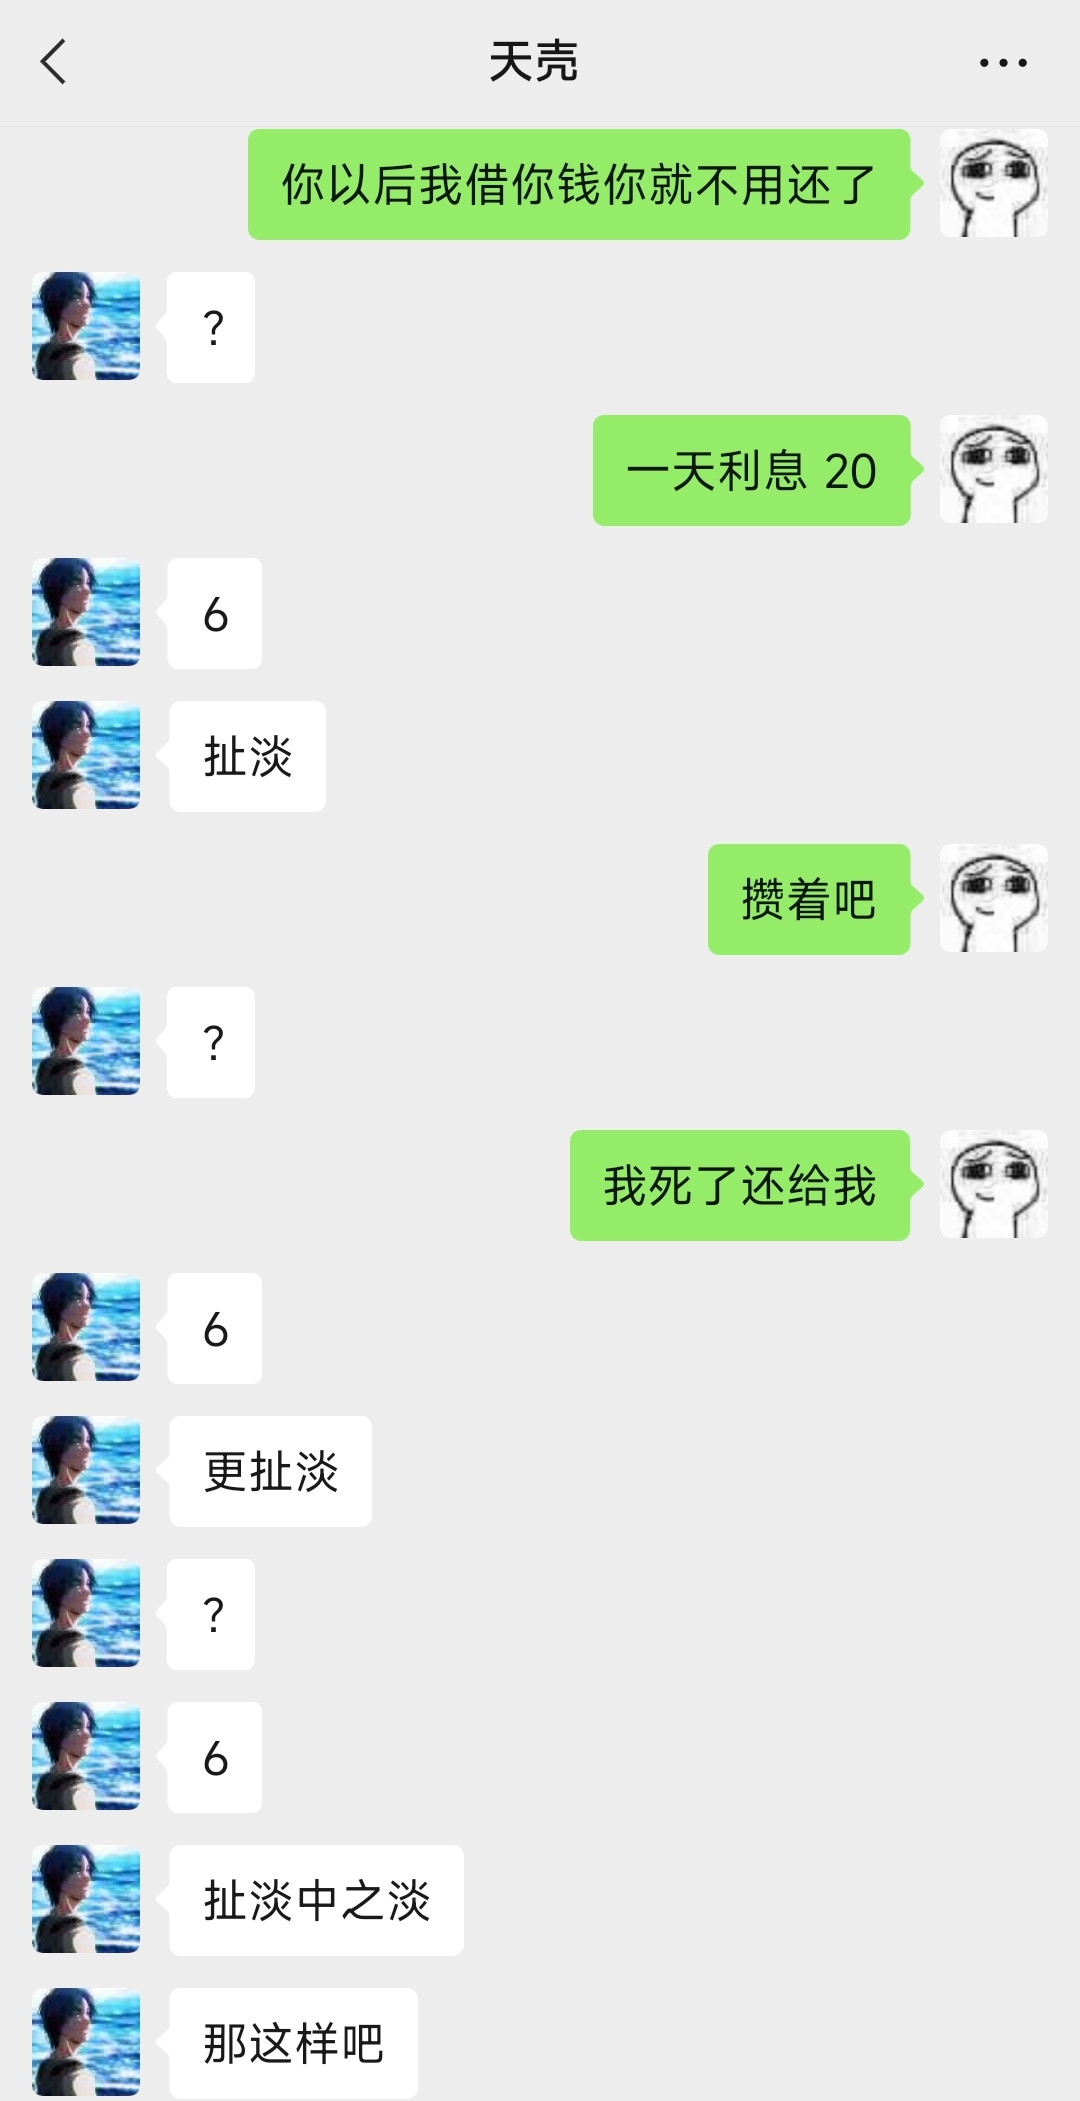 天壳
你以后我借你钱你就不用还了
?
一天利息 20
6
扯淡
攒着吧
?
我死了还给我
6
更扯淡
?
6
扯淡中之淡
那这样吧